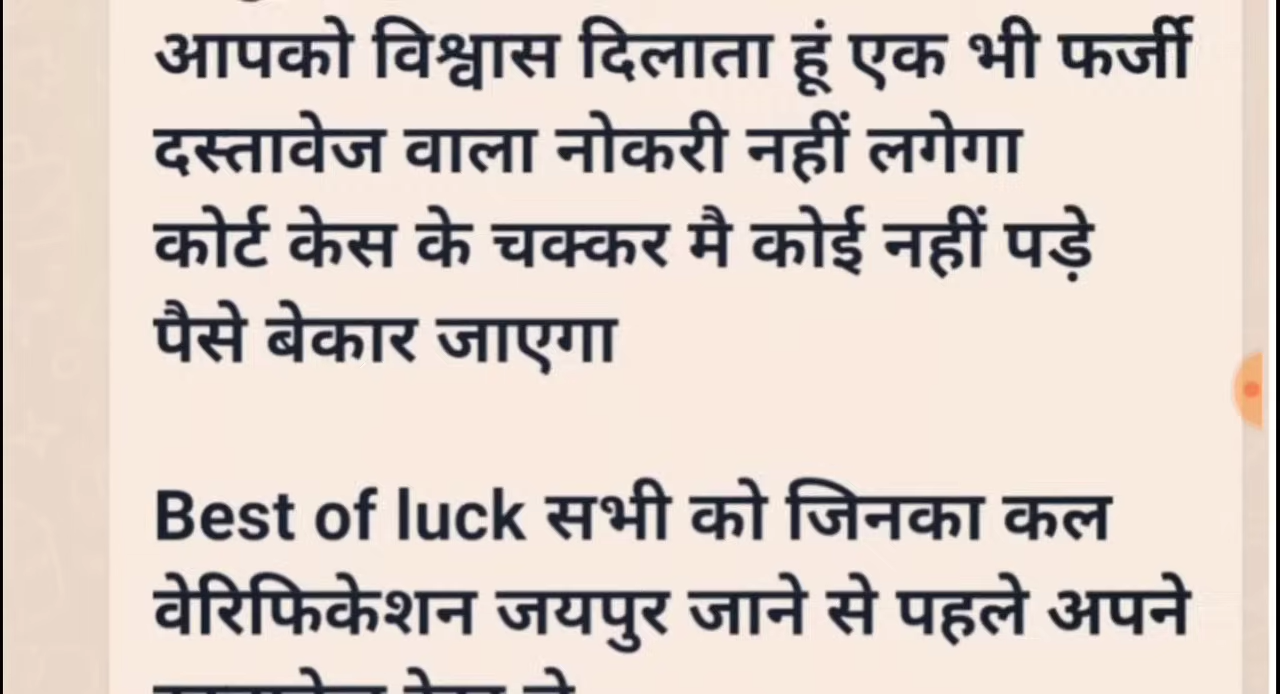 आपको विश्वास दिलाता हूं एक भी फर्जी
दस्तावेज वाला नोकरी नहीं लगेगा
कोर्ट केस के चक्कर मै कोई नहीं पड़े
पैसे बेकार जाएगा
Best of luck सभी को जिनका कल
वेरिफिकेशन जयपुर जाने से पहले अपने